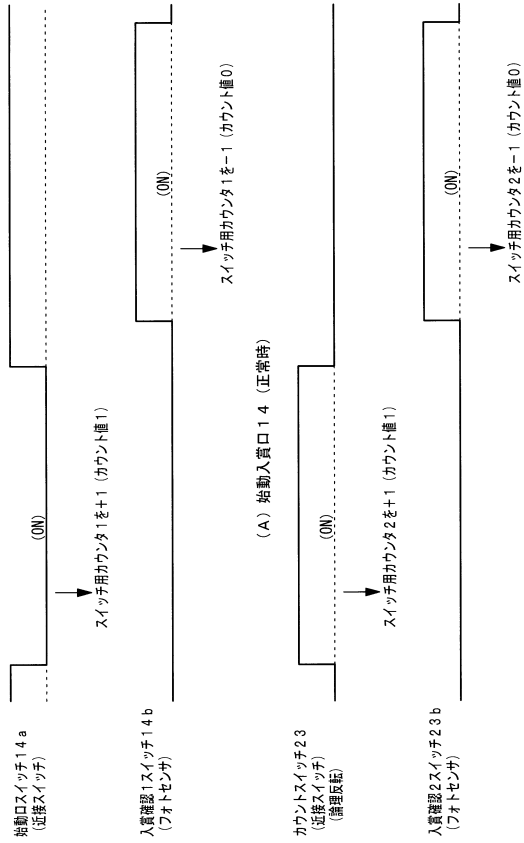 始動口スイッチ14a
(近接スイッチ)
(ON)
スイッチ用カウンタ1を+1 (カウント値1)
入賞確認1スイッチ14b
(フォトセンサ)
(ON)
スイッチ用カウンタ1を-1 (カウント値0)
(A) 始動入賞口14 (正常時)
カウントスイッチ23
(近接スイッチ)
(論理反転)
(ON)
スイッチ用カウンタ2を+1 (カウント値1)
入賞確認2スイッチ23b
(フォトセンサ)
(ON)
スイッチ用カウンタ2を-1 (カウント値0)